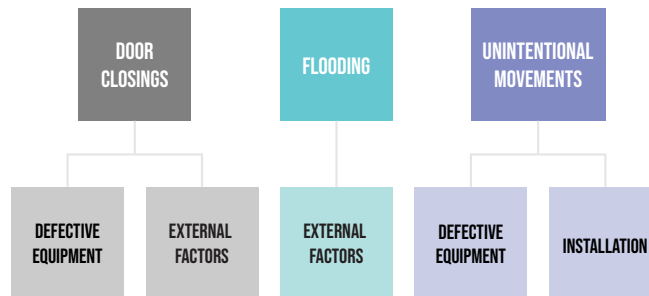 DOOR
CLOSINGS
FLOODING
UNINTENTIONAL
MOVEMENTS
DEFECTIVE
EQUIPMENT
EXTERNAL
FACTORS
EXTERNAL
FACTORS
DEFECTIVE
EQUIPMENT
INSTALLATION